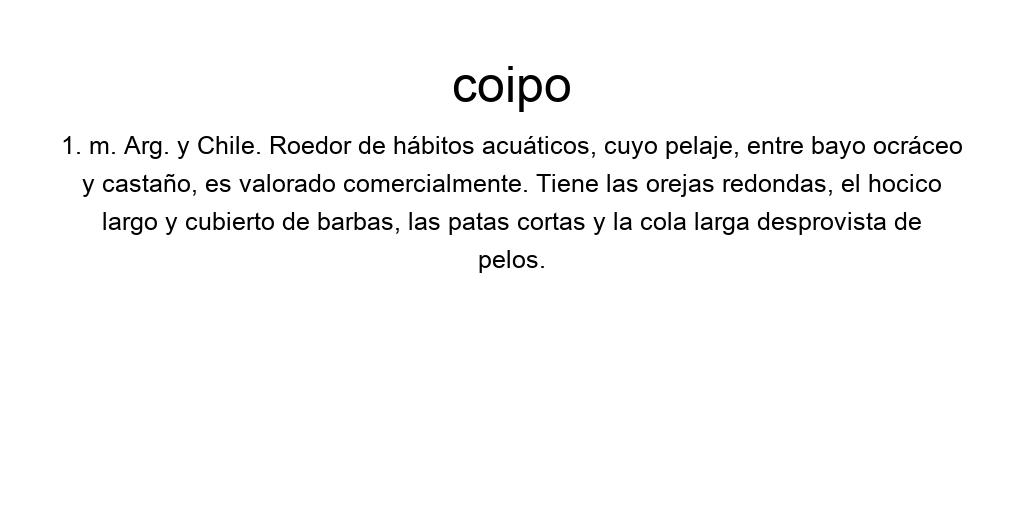 coipo
1. m. Arg. y Chile. Roedor de hábitos acuáticos, cuyo pelaje, entre bayo ocráceo
y castaño, es valorado comercialmente. Tiene las orejas redondas, el hocico
largo y cubierto de barbas, las patas cortas y la cola larga desprovista de
pelos.